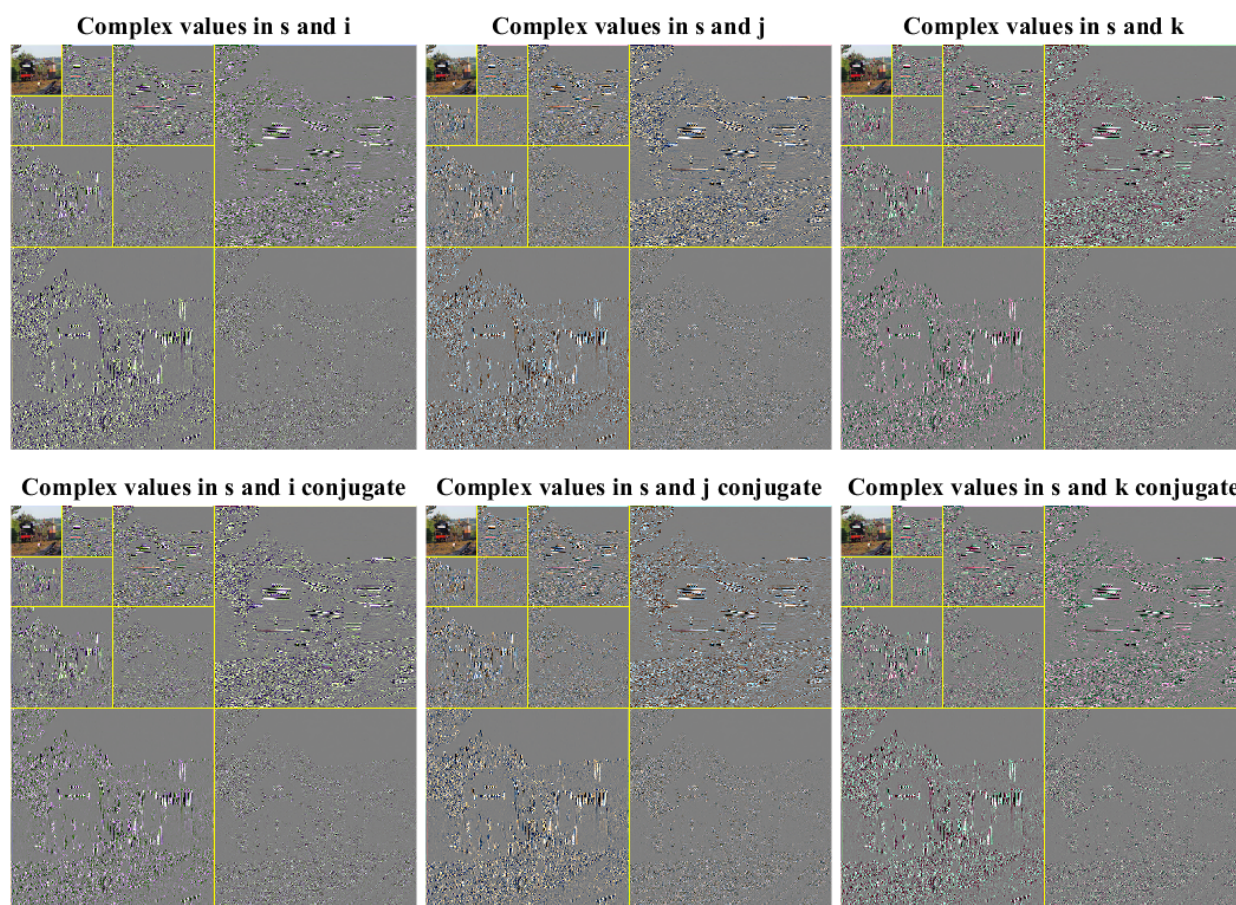 Complex values in s and i
Complex values in s and j
Complex values in s and k
Complex values in s and i conjugate
Complex values in s and j conjugate
Complex values in s and k conjugate